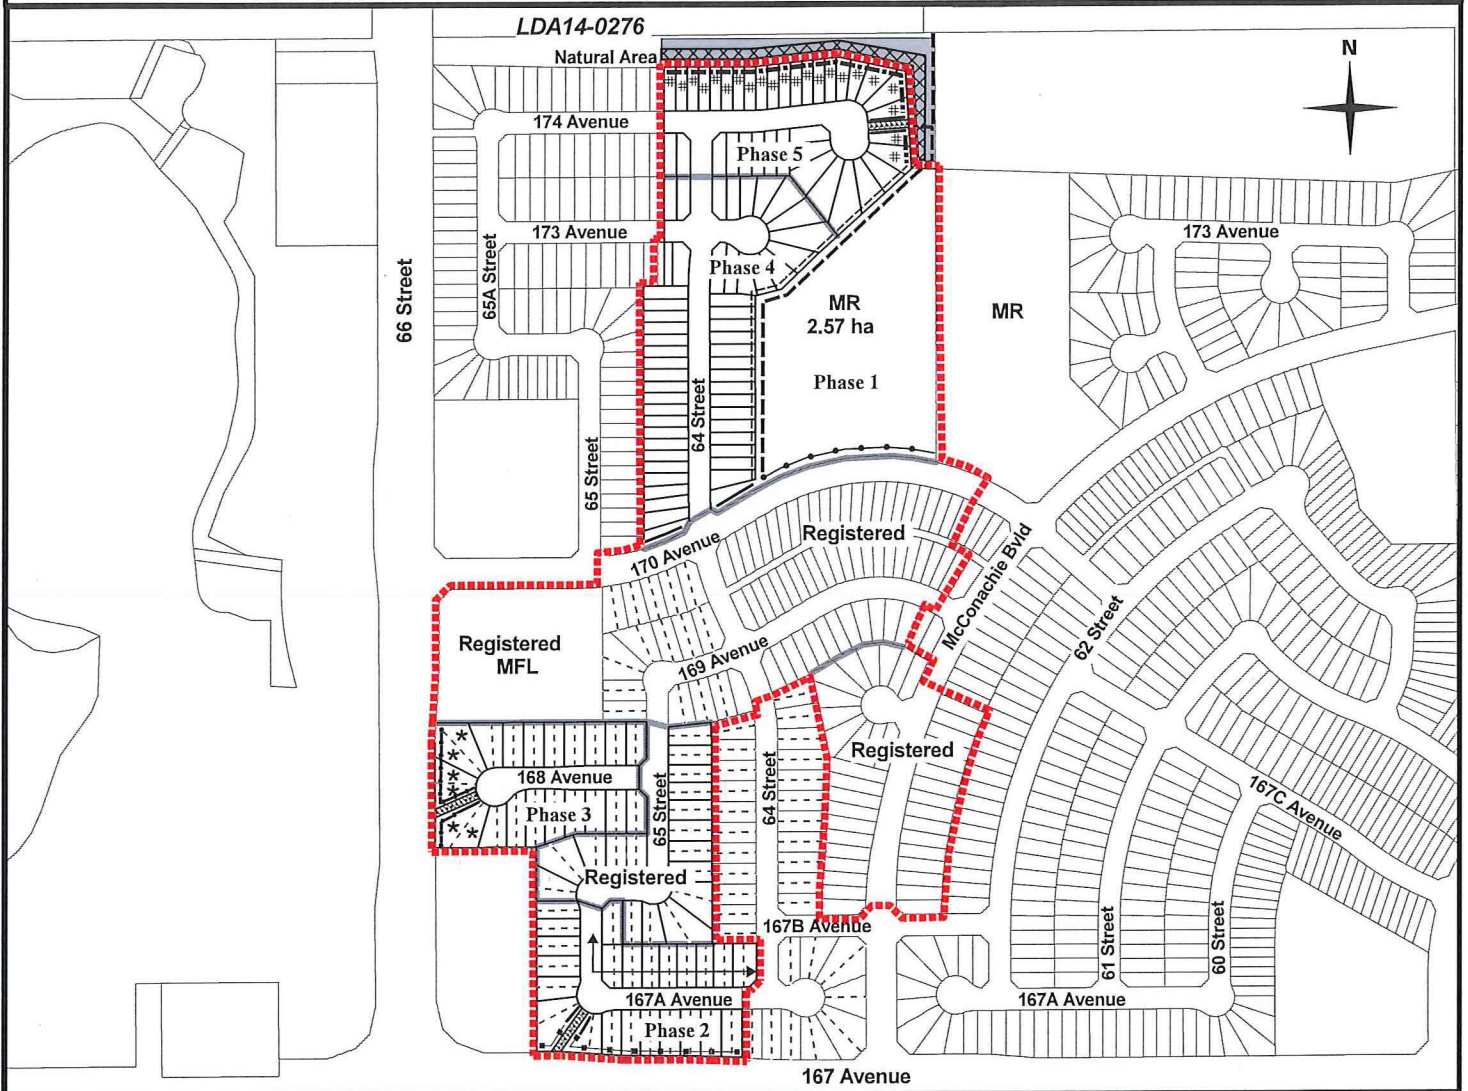 LDA14-0276
Natural Area
N
174 Avenue
Phase 5
173 Avenue
173 Avenue
65A Street
66 Street
Phase 4
MR
2.57 ha
MR
Phase 1
64 Street
65 Street
170 Avenue
Registered
McConachie Bvld
62 Street
Registered
MFL
169 Avenue
Registered
168 Avenue
Phase 3
65 Street
64 Street
167C Avenue
Registered
167B Avenue
61 Street
60 Street
167A Avenue
167A Avenue
Phase 2
167 Avenue